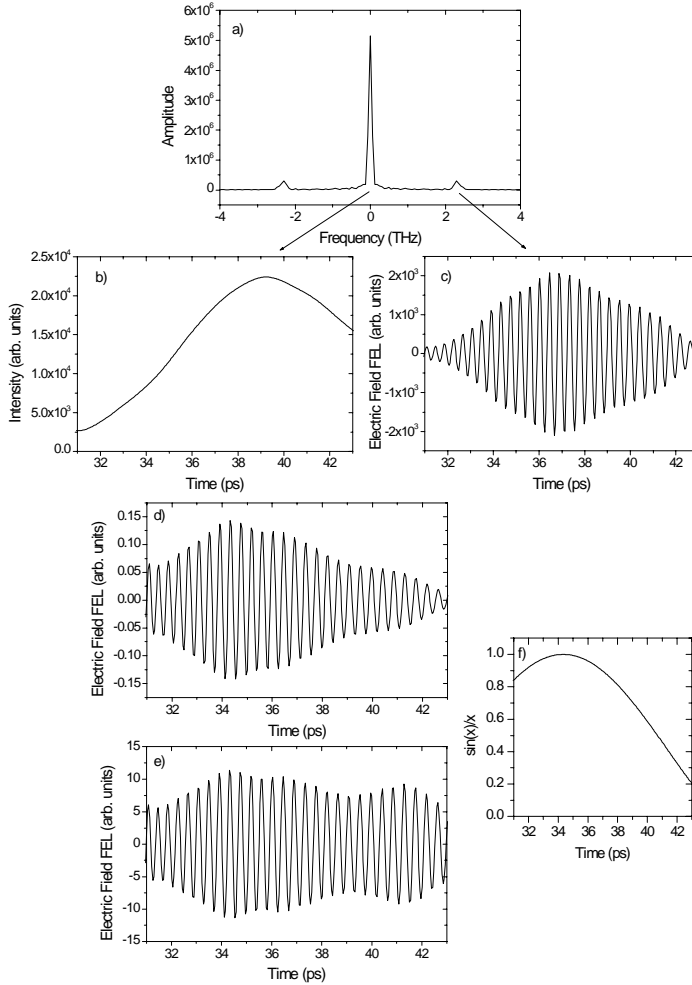 a)
6x10⁶
5x10⁶
4x10⁶
3x10⁶
2x10⁶
1x10⁶
0
Amplitude
-4 -2 0 2 4
Frequency (THz)
b)
2.5x10⁴
2.0x10⁴
1.5x10⁴
1.0x10⁴
5.0x10³
0.0
Intensity (arb. units)
32 34 36 38 40 42
Time (ps)
c)
2x10³
1x10³
0
-1x10³
-2x10³
Electric Field FEL (arb. units)
32 34 36 38 40 42
Time (ps)
d)
0.15
0.10
0.05
0.00
-0.05
-0.10
-0.15
Electric Field FEL (arb. units)
32 34 36 38 40 42
Time (ps)
e)
15
10
5
0
-5
-10
-15
Electric Field FEL (arb. units)
32 34 36 38 40 42
Time (ps)
f)
1.0
0.8
0.6
0.4
0.2
0.0
sin(x)/x
32 34 36 38 40 42
Time (ps)